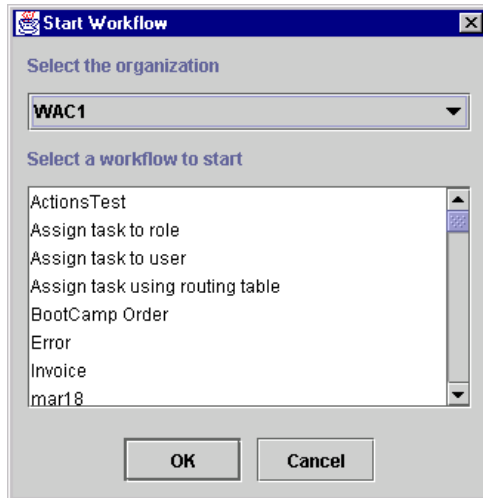 Start Workflow
Select the organization
WAC1
Select a workflow to start
ActionsTest
Assign task to role
Assign task to user
Assign task using routing table
BootCamp Order
Error
Invoice
mar18
OK Cancel